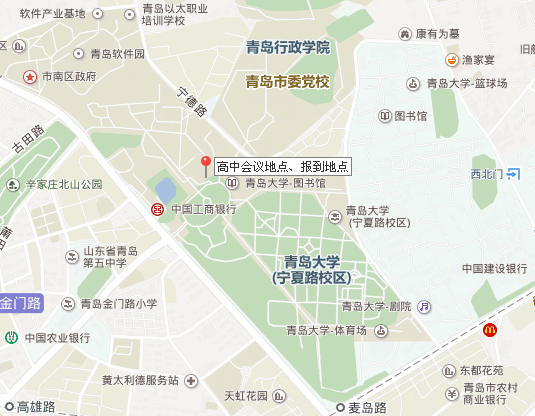 软件产业基地
青岛以太职业
培训学校
康有为墓
青岛软件园
青岛行政学院
渔家宴
旧
市南区政府
青岛市委党校
青岛大学-篮球场
宁德路
图书馆
古田路
高中会议地点、报到地点
西北门
辛家庄北山公园
青岛大学-图书馆
中国工商银行
青岛大学
(宁夏路校区)
莆田
山东省青岛
第五中学
青岛大学
(宁夏路校区)
中国建设银行
金门路
青岛金门路小学
青岛大学-剧院
中国农业银行
青岛大学-体育场
东都花苑
黄太利德服务站
青岛市农村
商业银行
天虹花园
高雄路
麦岛路